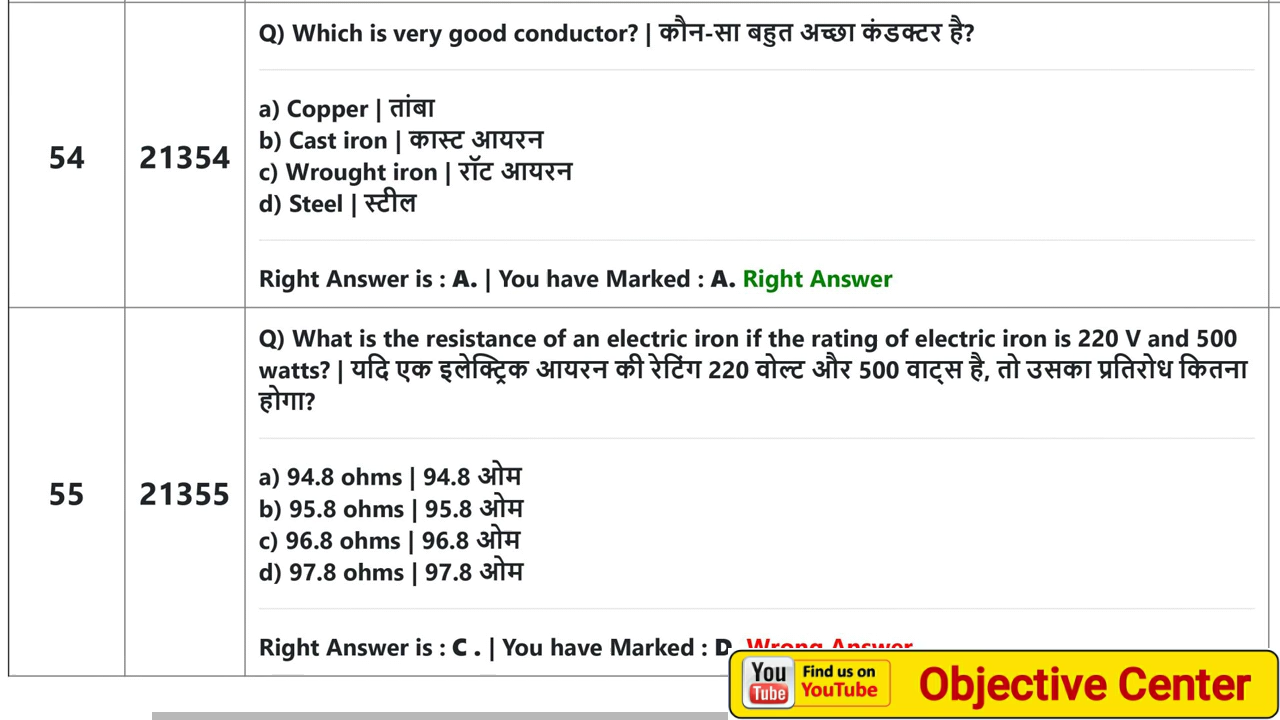 Q) Which is very good conductor? | कौन-सा बहुत अच्छा कंडक्टर है?
54
21354
a) Copper | तांबा
b) Cast iron | कास्ट आयरन
c) Wrought iron | रॉट आयरन
d) Steel | स्टील
Right Answer is : A. | You have Marked : A. Right Answer
Q) What is the resistance of an electric iron if the rating of electric iron is 220 V and 500
watts? | यदि एक इलेक्ट्रिक आयरन की रेटिंग 220 वोल्ट और 500 वाट्स है, तो उसका प्रतिरोध कितना
होगा?
55
21355
a) 94.8 ohms | 94.8 ओम
b) 95.8 ohms | 95.8 ओम
c) 96.8 ohms | 96.8 ओम
d) 97.8 ohms | 97.8 ओम
Right Answer is : C . | You have Marked : D. Wrong Answer
You Tube
Find us on
YouTube
Objective Center